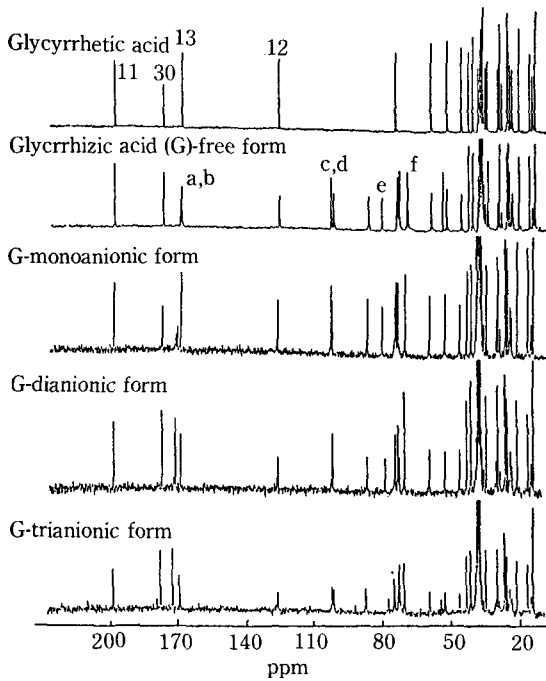 Glycyrrhetic acid
13
12
11 30
Glycrrhizic acid (G)-free form
a,b
c,d
e
f
G-monoanionic form
G-dianionic form
G-trianionic form
200 170 140 110 80 50 20
ppm